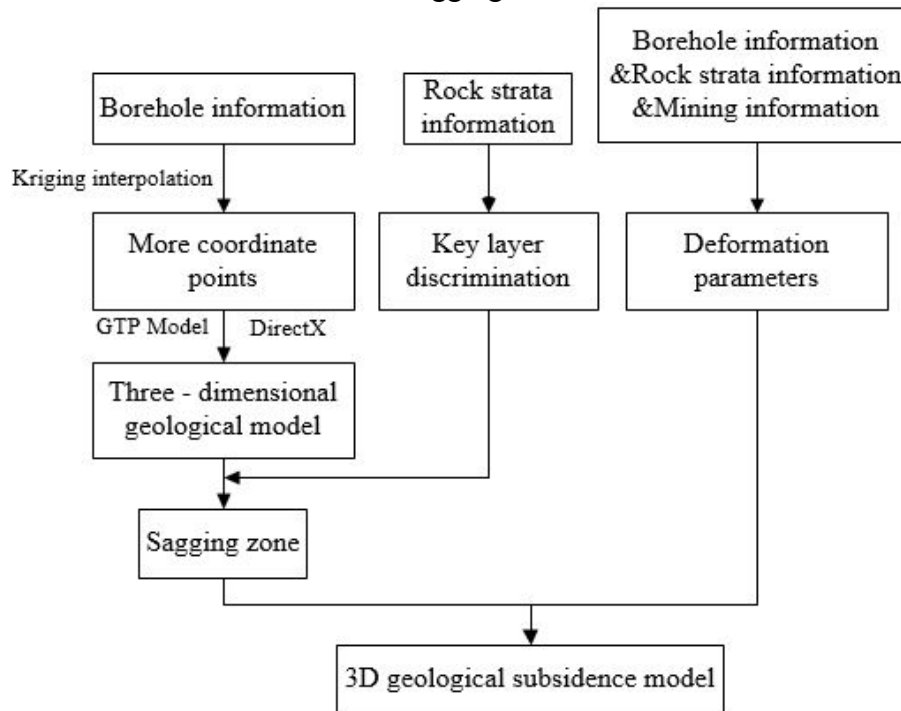 Borehole information
Rock strata
information
Borehole information
&Rock strata information
&Mining information
Kriging interpolation
More coordinate
points
Key layer
discrimination
Deformation
parameters
GTP Model
DirectX
Three - dimensional
geological model
Sagging zone
3D geological subsidence model